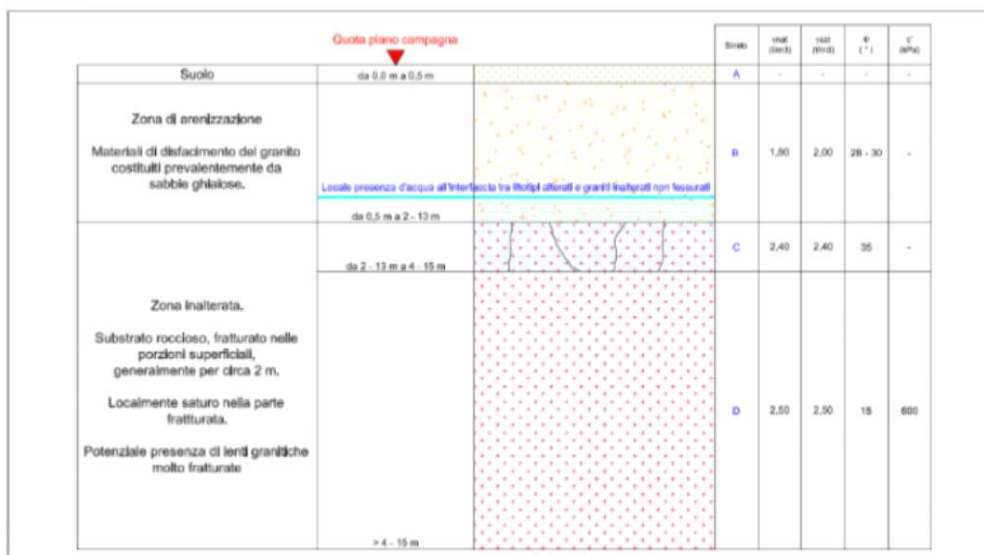 Quota piano campagna
Strato
γnat
(t/m3)
γsat
(t/m3)
Φ
( ° )
c'
(kPa)
Suolo
da 0,0 m a 0,5 m
A
-
-
-
-
Zona di arenizzazione
Materiali di disfacimento del granito
costituiti prevalentemente da
sabbie ghiaiose.
Locale presenza d'acqua all'interfaccia tra litotipi alterati e graniti inalterati non fessurati
da 0,5 m a 2 - 13 m
B
1,80
2,00
28 - 30
-
da 2 - 13 m a 4 - 15 m
C
2,40
2,40
35
-
Zona inalterata.
Substrato roccioso, fratturato nelle
porzioni superficiali,
generalmente per circa 2 m.
Localmente saturo nella parte
frattturata.
Potenziale presenza di lenti granitiche
molto fratturate
> 4 - 15 m
D
2,50
2,50
15
600